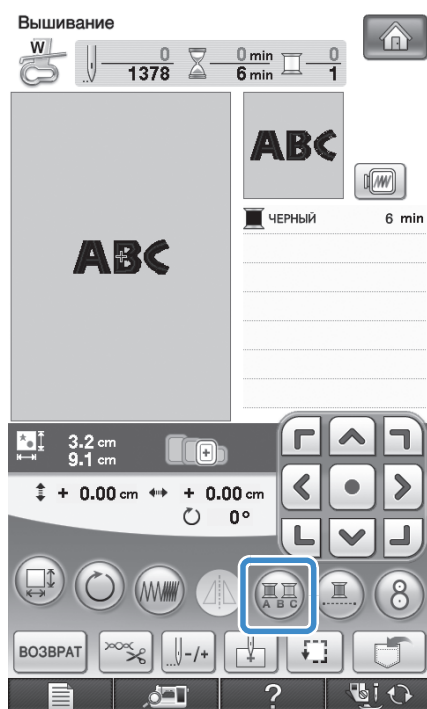 Вышивание
W
0 0 min 0
1378 6 min 1
ABC
ABC
ЧЕРНЫЙ 6 min
3.2 cm
9.1 cm
+ 0.00 cm + 0.00 cm
0°
A B C
8
ВОЗВРАТ
-/+
?